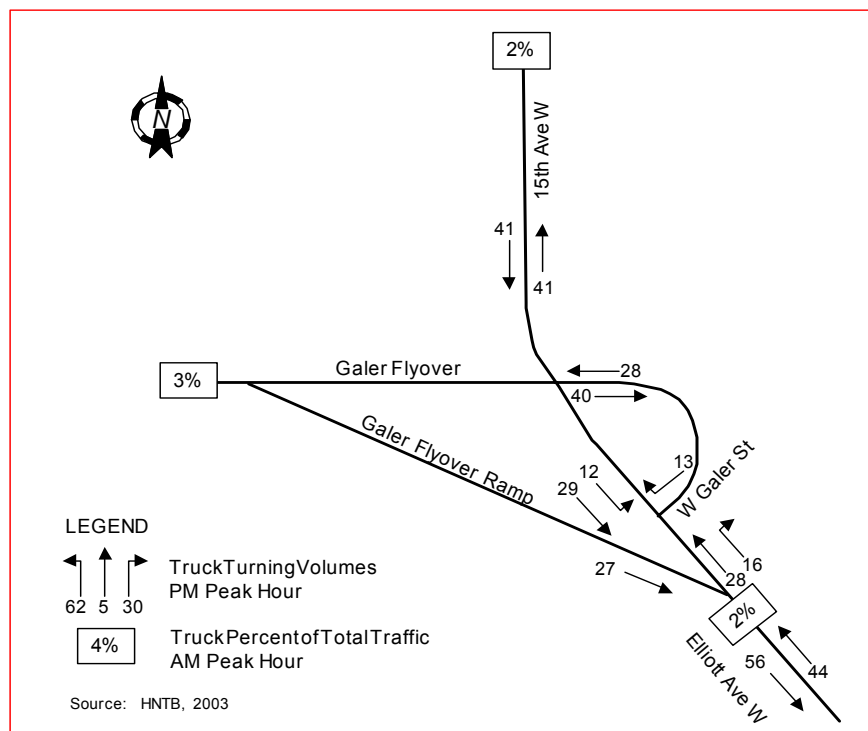 2%
N
15th Ave W
41
41
Galer Flyover
28
3%
40
Galer Flyover Ramp
12
13
W Galer St
29
LEGEND
16
27
28
62 5 30
TruckTurningVolumes
PM Peak Hour
2%
4%
TruckPercentofTotalTraffic
AM Peak Hour
Elliott Ave W
56
44
Source: HNTB, 2003